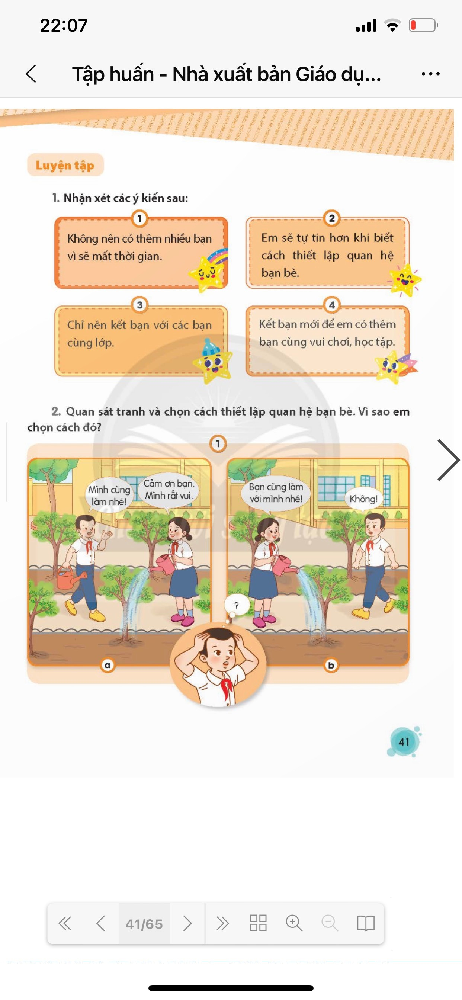 22:07
Tập huấn - Nhà xuất bản Giáo dụ...
Luyện tập
1. Nhận xét các ý kiến sau:
1
Không nên có thêm nhiều bạn
vì sẽ mất thời gian.
2
Em sẽ tự tin hơn khi biết
cách thiết lập quan hệ
bạn bè.
3
Chỉ nên kết bạn với các bạn
cùng lớp.
4
Kết bạn mới để em có thêm
bạn cùng vui chơi, học tập.
2. Quan sát tranh và chọn cách thiết lập quan hệ bạn bè. Vì sao em
chọn cách đó?
1
Mình cùng
làm nhé!
Cảm ơn bạn.
Mình rất vui.
Bạn cùng làm
với mình nhé!
Không!
?
a
b
41
41/65